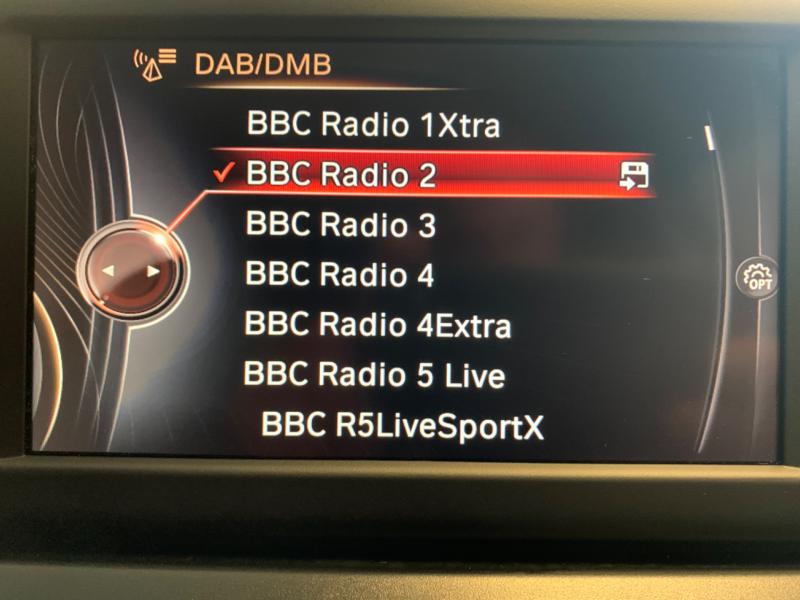 DAB/DMB
BBC Radio 1Xtra
BBC Radio 2
BBC Radio 3
BBC Radio 4
OPT
BBC Radio 4Extra
BBC Radio 5 Live
BBC R5LiveSportX